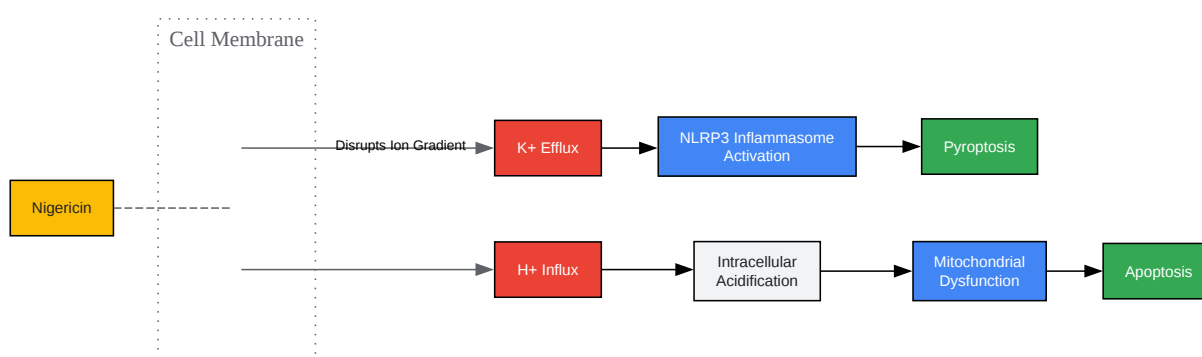 Cell Membrane
Disrupts Ion Gradient
K+ Efflux
NLRP3 Inflammasome
Activation
Pyroptosis
Nigericin
H+ Influx
Intracellular
Acidification
Mitochondrial
Dysfunction
Apoptosis